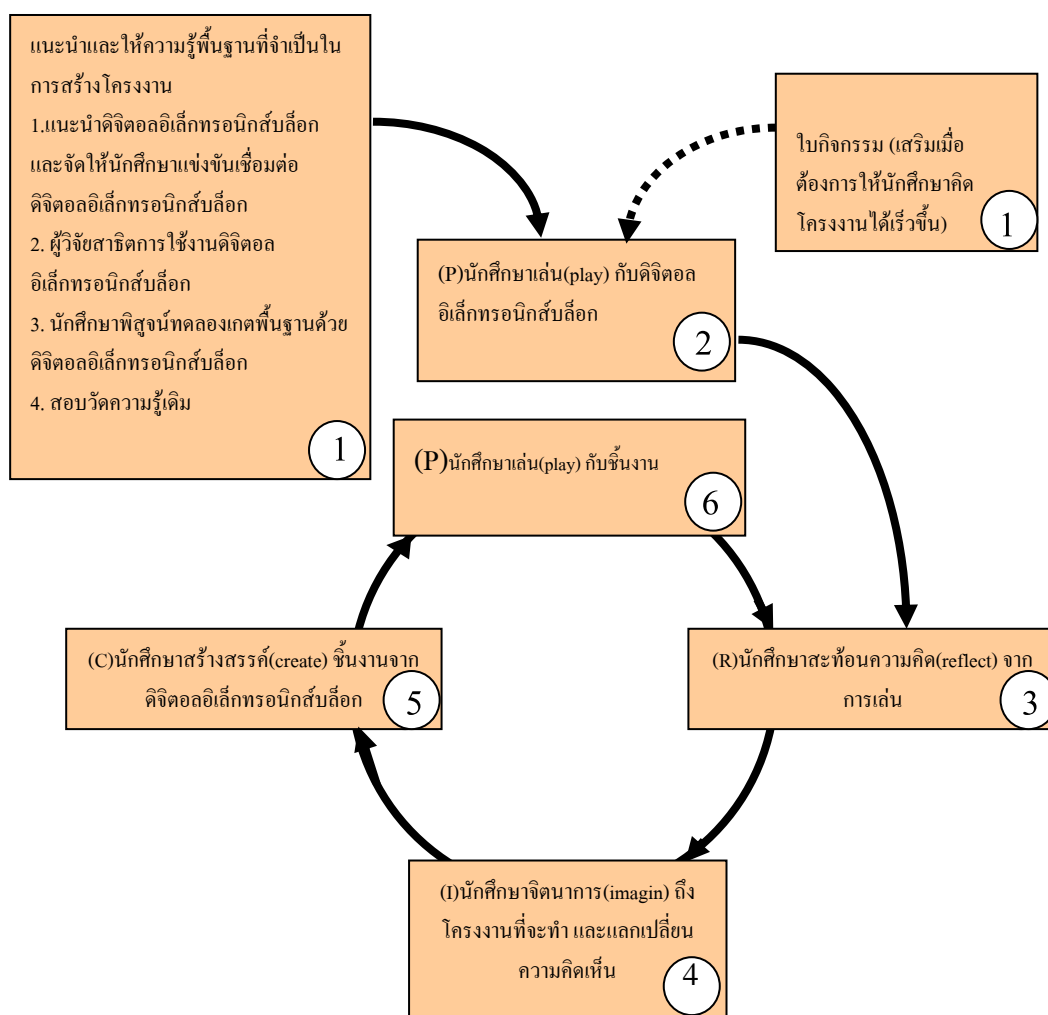 แนะนำและให้ความรู้พื้นฐานที่จำเป็นใน
การสร้างโครงงาน
1.แนะนำดิจิตอลอิเล็กทรอนิกส์บล็อก
และจัดให้นักศึกษาแข่งขันเชื่อมต่อ
ดิจิตอลอิเล็กทรอนิกส์บล็อก
2. ผู้วิจัยสาธิตการใช้งานดิจิตอล
อิเล็กทรอนิกส์บล็อก
3. นักศึกษาพิสูจน์ทดลองเกตพื้นฐานด้วย
ดิจิตอลอิเล็กทรอนิกส์บล็อก
4. สอบวัดความรู้เดิม
1
ใบกิจกรรม (เสริมเมื่อ
ต้องการให้นักศึกษาคิด
โครงงานได้เร็วขึ้น)
1
(P)นักศึกษาเล่น(play) กับดิจิตอล
อิเล็กทรอนิกส์บล็อก
2
(P)นักศึกษาเล่น(play) กับชิ้นงาน
6
(C)นักศึกษาสร้างสรรค์(create) ชิ้นงานจาก
ดิจิตอลอิเล็กทรอนิกส์บล็อก
5
(R)นักศึกษาสะท้อนความคิด(reflect) จาก
การเล่น
3
(I)นักศึกษาจิตนาการ(imagin) ถึง
โครงงานที่จะทำ และแลกเปลี่ยน
ความคิดเห็น
4